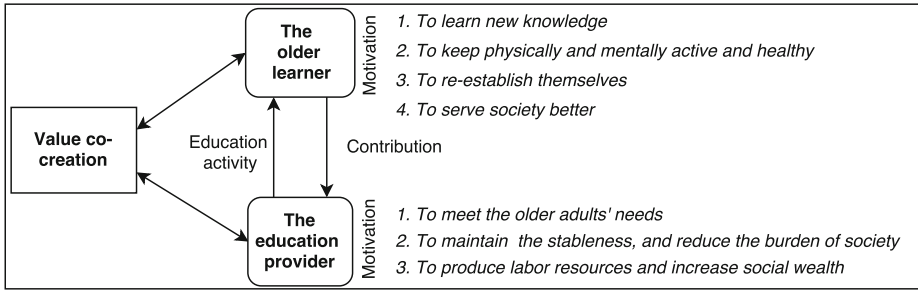 The
older
learner
Motivation
1. To learn new knowledge
2. To keep physically and mentally active and healthy
3. To re-establish themselves
4. To serve society better
Value co-
creation
Education
activity
Contribution
The
education
provider
Motivation
1. To meet the older adults' needs
2. To maintain the stableness, and reduce the burden of society
3. To produce labor resources and increase social wealth